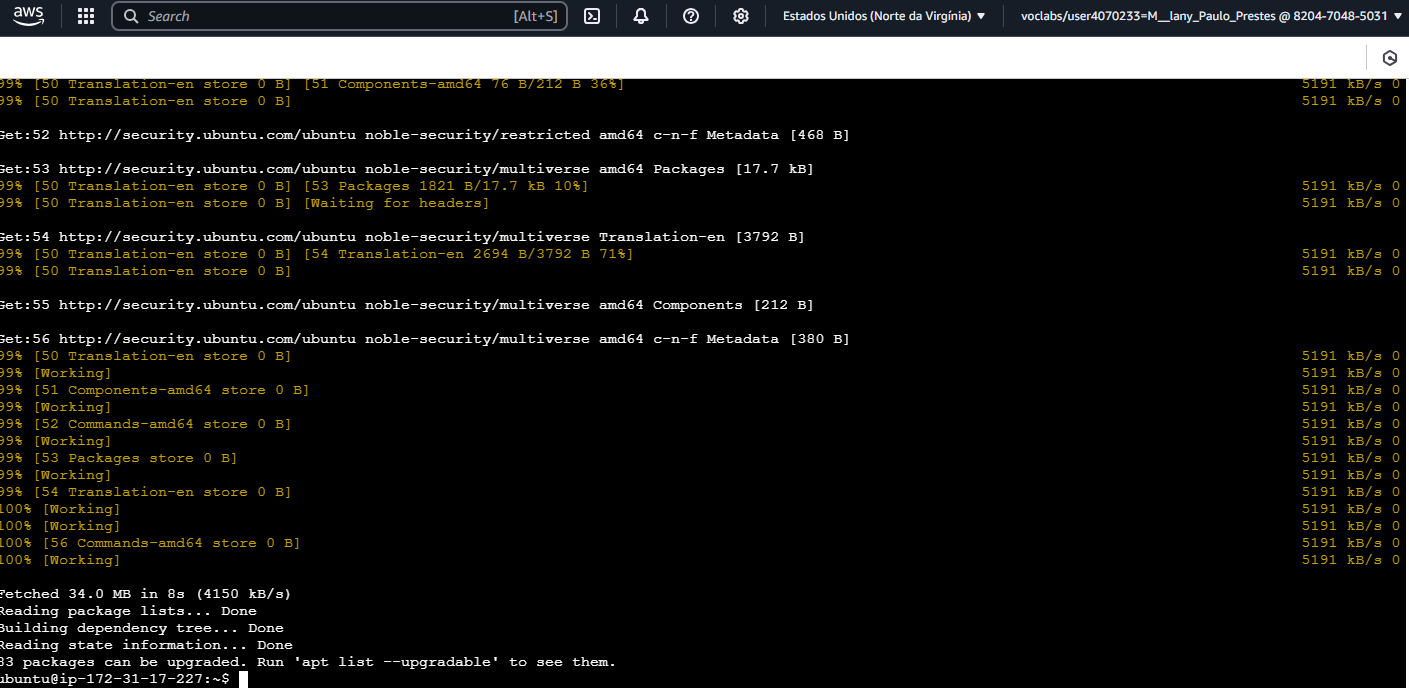 aws Search [Alt+S] Estados Unidos (Norte da Virgínia) ▼ voclabs/user4070233=M__lany_Paulo_Prestes @ 8204-7048-5031 ▼
99% [50 Translation-en store 0 B] [51 Components-amd64 76 B/212 B 36%] 5191 kB/s 0
99% [50 Translation-en store 0 B] 5191 kB/s 0
Get:52 http://security.ubuntu.com/ubuntu noble-security/restricted amd64 c-n-f Metadata [468 B]
Get:53 http://security.ubuntu.com/ubuntu noble-security/multiverse amd64 Packages [17.7 kB]
99% [50 Translation-en store 0 B] [53 Packages 1821 B/17.7 kB 10%] 5191 kB/s 0
99% [50 Translation-en store 0 B] [Waiting for headers] 5191 kB/s 0
Get:54 http://security.ubuntu.com/ubuntu noble-security/multiverse Translation-en [3792 B]
99% [50 Translation-en store 0 B] [54 Translation-en 2694 B/3792 B 71%] 5191 kB/s 0
99% [50 Translation-en store 0 B] 5191 kB/s 0
Get:55 http://security.ubuntu.com/ubuntu noble-security/multiverse amd64 Components [212 B]
Get:56 http://security.ubuntu.com/ubuntu noble-security/multiverse amd64 c-n-f Metadata [380 B]
99% [50 Translation-en store 0 B] 5191 kB/s 0
99% [Working] 5191 kB/s 0
99% [51 Components-amd64 store 0 B] 5191 kB/s 0
99% [Working] 5191 kB/s 0
99% [52 Commands-amd64 store 0 B] 5191 kB/s 0
99% [Working] 5191 kB/s 0
99% [53 Packages store 0 B] 5191 kB/s 0
99% [Working] 5191 kB/s 0
99% [54 Translation-en store 0 B] 5191 kB/s 0
100% [Working] 5191 kB/s 0
100% [Working] 5191 kB/s 0
100% [56 Commands-amd64 store 0 B] 5191 kB/s 0
100% [Working] 5191 kB/s 0
Fetched 34.0 MB in 8s (4150 kB/s)
Reading package lists... Done
Building dependency tree... Done
Reading state information... Done
83 packages can be upgraded. Run 'apt list --upgradable' to see them.
ubuntu@ip-172-31-17-227:~$